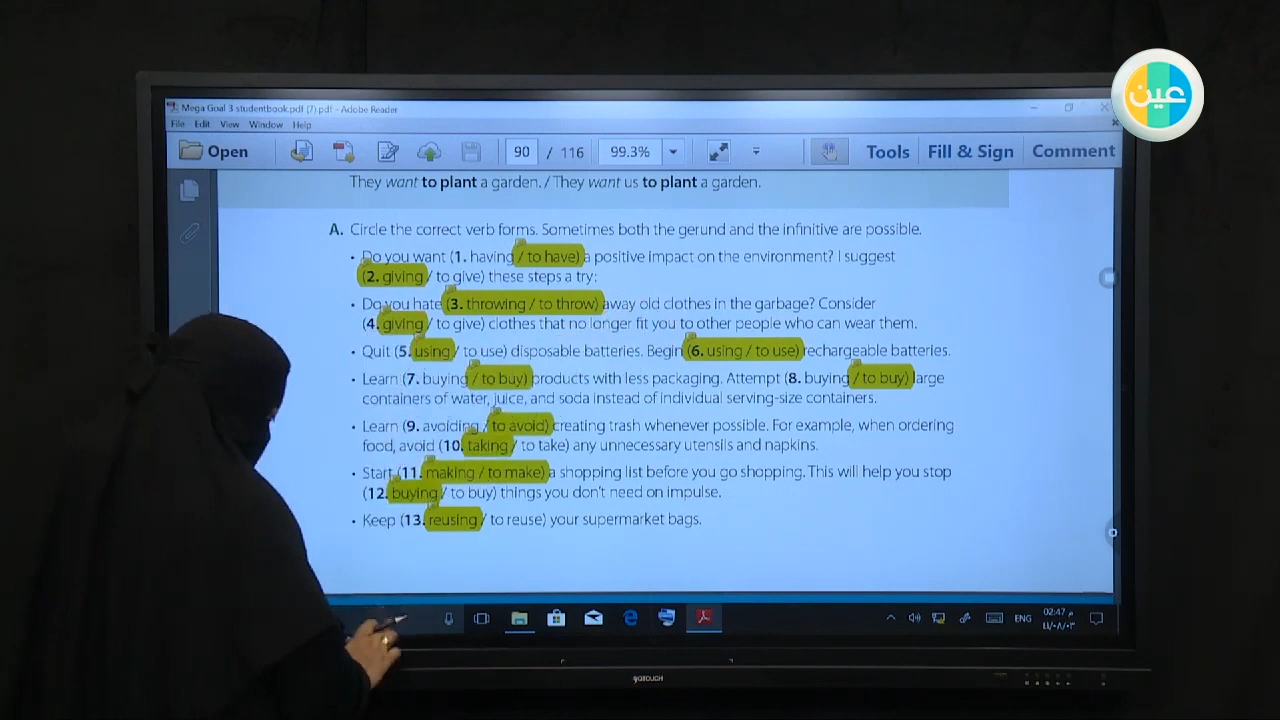 عين
Mega Goal 3 studentbook.pdf (7).pdf - Adobe Reader
File Edit View Window Help
Open 90 / 116 99.3% Tools Fill & Sign Comment
They want to plant a garden. / They want us to plant a garden.
A. Circle the correct verb forms. Sometimes both the gerund and the infinitive are possible.
• Do you want (1. having / to have) a positive impact on the environment? I suggest
(2. giving / to give) these steps a try:
• Do you hate (3. throwing / to throw) away old clothes in the garbage? Consider
(4. giving / to give) clothes that no longer fit you to other people who can wear them.
• Quit (5. using / to use) disposable batteries. Begin (6. using / to use) rechargeable batteries.
• Learn (7. buying / to buy) products with less packaging. Attempt (8. buying / to buy) large
containers of water, juice, and soda instead of individual serving-size containers.
• Learn (9. avoiding / to avoid) creating trash whenever possible. For example, when ordering
food, avoid (10. taking / to take) any unnecessary utensils and napkins.
• Start (11. making / to make) a shopping list before you go shopping. This will help you stop
(12. buying / to buy) things you don't need on impulse.
• Keep (13. reusing / to reuse) your supermarket bags.
ENG
02:47 م
٤١/٠٨/٠٣